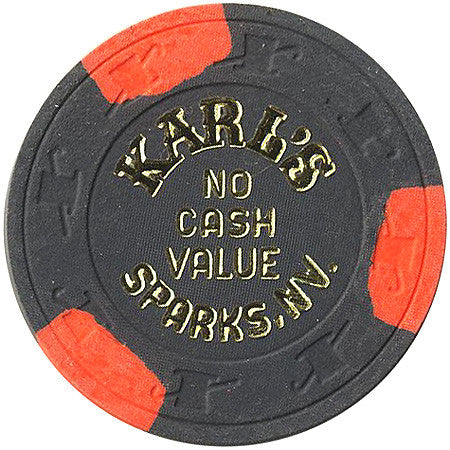 KARL'S
NO
CASH
VALUE
SPARKS, NV.